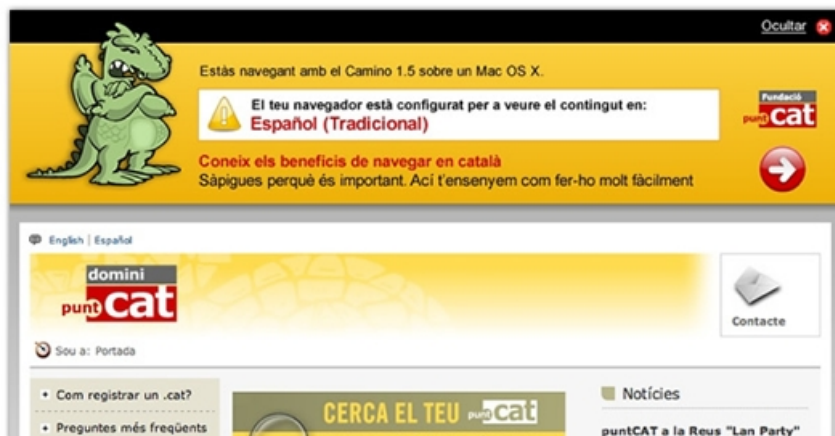 Ocultar
Estàs navegant amb el Camino 1.5 sobre un Mac OS X.
El teu navegador està configurat per a veure el contingut en:
Español (Tradicional)
Fundació
punt cat
Coneix els beneficis de navegar en català
Sàpigues perquè és important. Ací t'ensenyem com fer-ho molt fàcilment
English | Español
domini
punt cat
Contacte
Sou a: Portada
Com registrar un .cat?
Preguntes més freqüents
CERCA EL TEU punt cat
Notícies
puntCAT a la Reus "Lan Party"